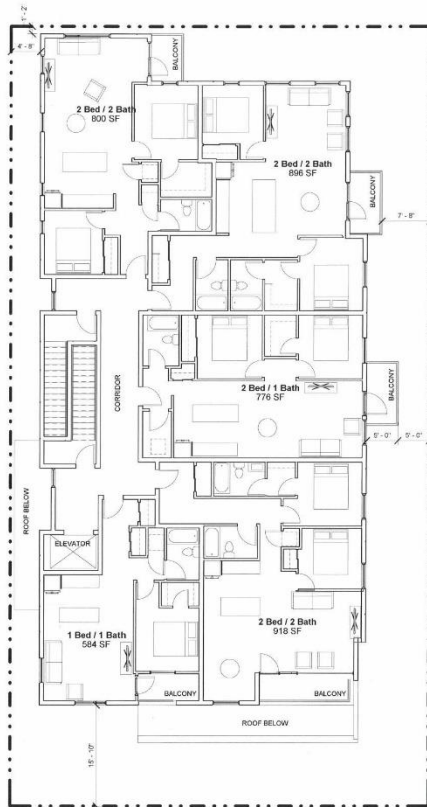 1' - 2"
4' - 8"
BALCONY
2 Bed / 2 Bath
800 SF
2 Bed / 2 Bath
896 SF
BALCONY
7' - 8"
CORRIDOR
2 Bed / 1 Bath
776 SF
BALCONY
5' - 0"
5' - 0"
ROOF BELOW
ELEVATOR
1 Bed / 1 Bath
584 SF
2 Bed / 2 Bath
918 SF
BALCONY
BALCONY
ROOF BELOW
15' - 10"